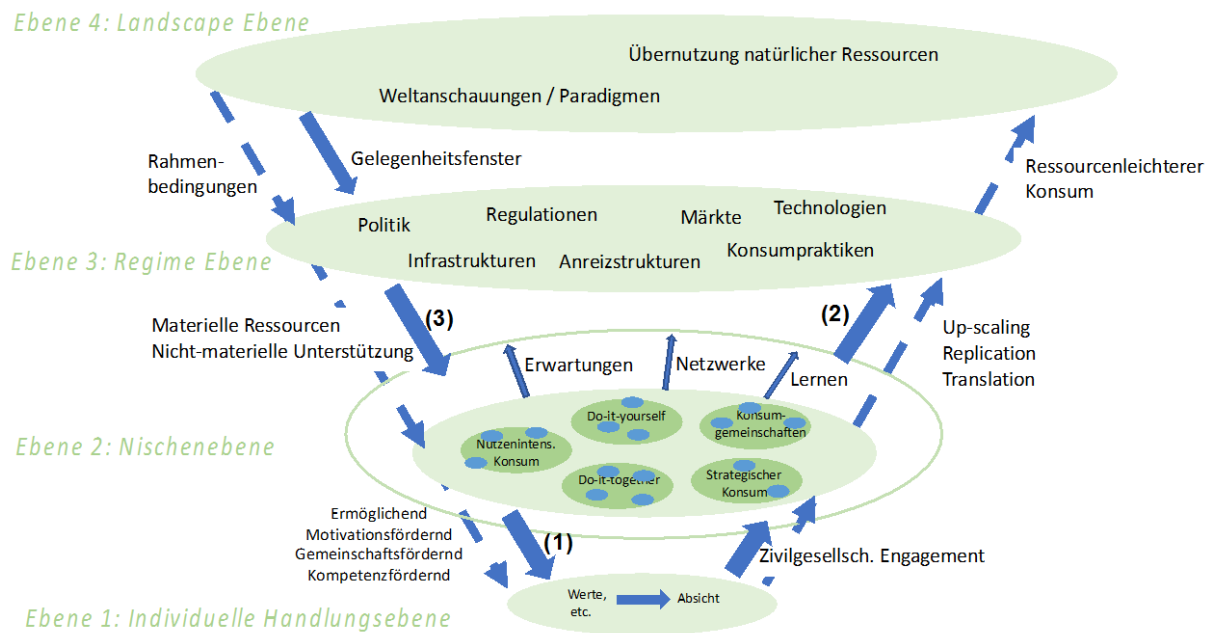 Ebene 4: Landscape Ebene
Übernutzung natürlicher Ressourcen
Weltanschauungen / Paradigmen
Rahmen-
bedingungen
Gelegenheitsfenster
Ressourcenleichterer
Konsum
Politik
Regulationen
Märkte
Technologien
Ebene 3: Regime Ebene
Infrastrukturen
Anreizstrukturen
Konsumpraktiken
Materielle Ressourcen
Nicht-materielle Unterstützung
(3)
(2)
Up-scaling
Replication
Translation
Erwartungen
Netzwerke
Lernen
Ebene 2: Nischenebene
Nutzenintens.
Konsum
Do-it-yourself
Konsum-
gemeinschaften
Do-it-together
Strategischer
Konsum
Ermöglichend
Motivationsfördernd
Gemeinschaftsfördernd
Kompetenzfördernd
(1)
Zivilgesellsch. Engagement
Ebene 1: Individuelle Handlungsebene
Werte,
etc.
Absicht